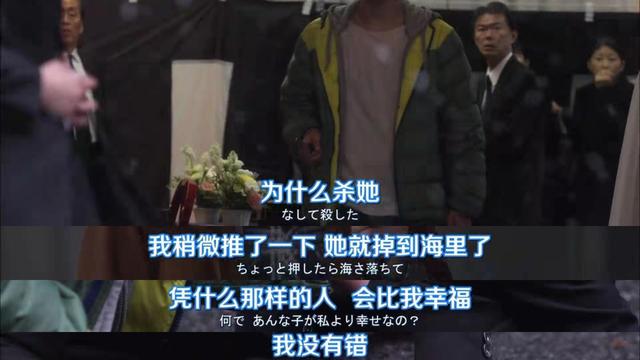 为什么杀她
なして殺した
我稍微推了一下 她就掉到海里了
ちょっと押したら海さ落ちて
凭什么那样的人 会比我幸福
何で あんな子が私より幸せなの？
我没有错